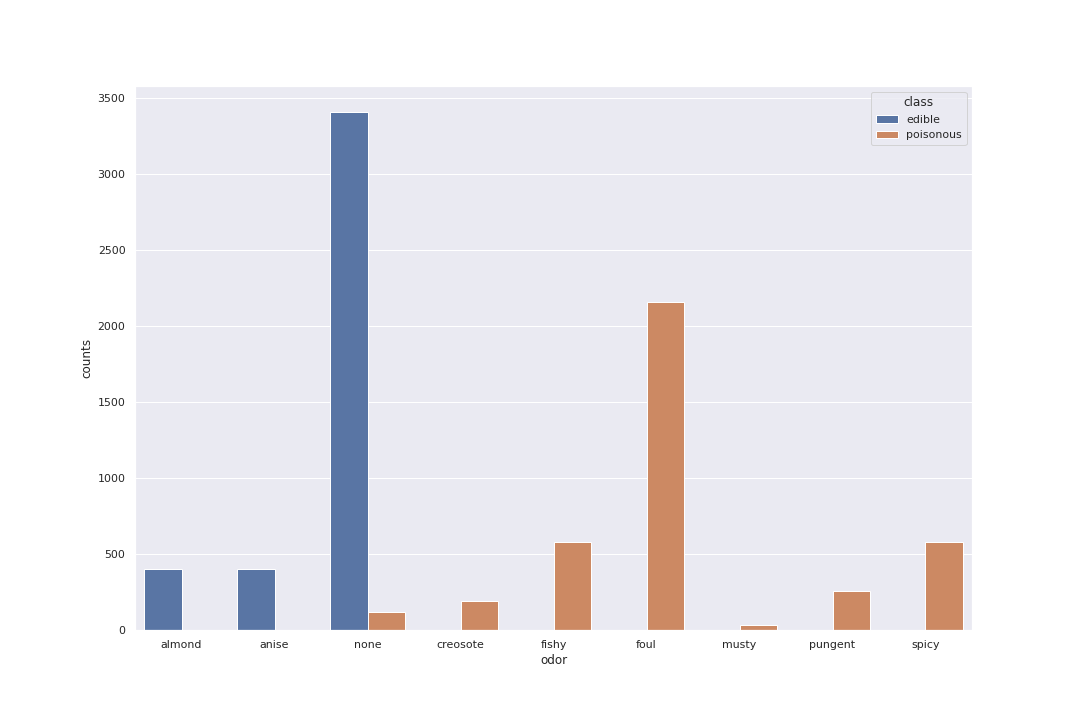 3500
3000
2500
2000
1500
1000
500
0
counts
class
edible
poisonous
almond anise none creosote fishy foul musty pungent spicy
odor